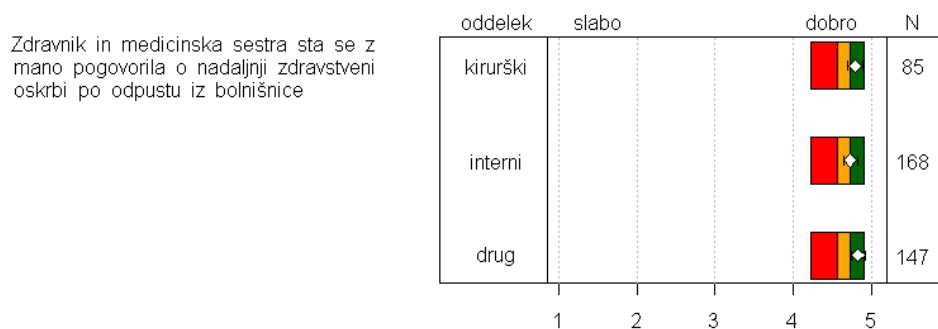 oddelek slabo dobro N
Zdravnik in medicinska sestra sta se z
mano pogovorila o nadaljnji zdravstveni
oskrbi po odpustu iz bolnišnice
kirurški 85
interni 168
drug 147
1 2 3 4 5